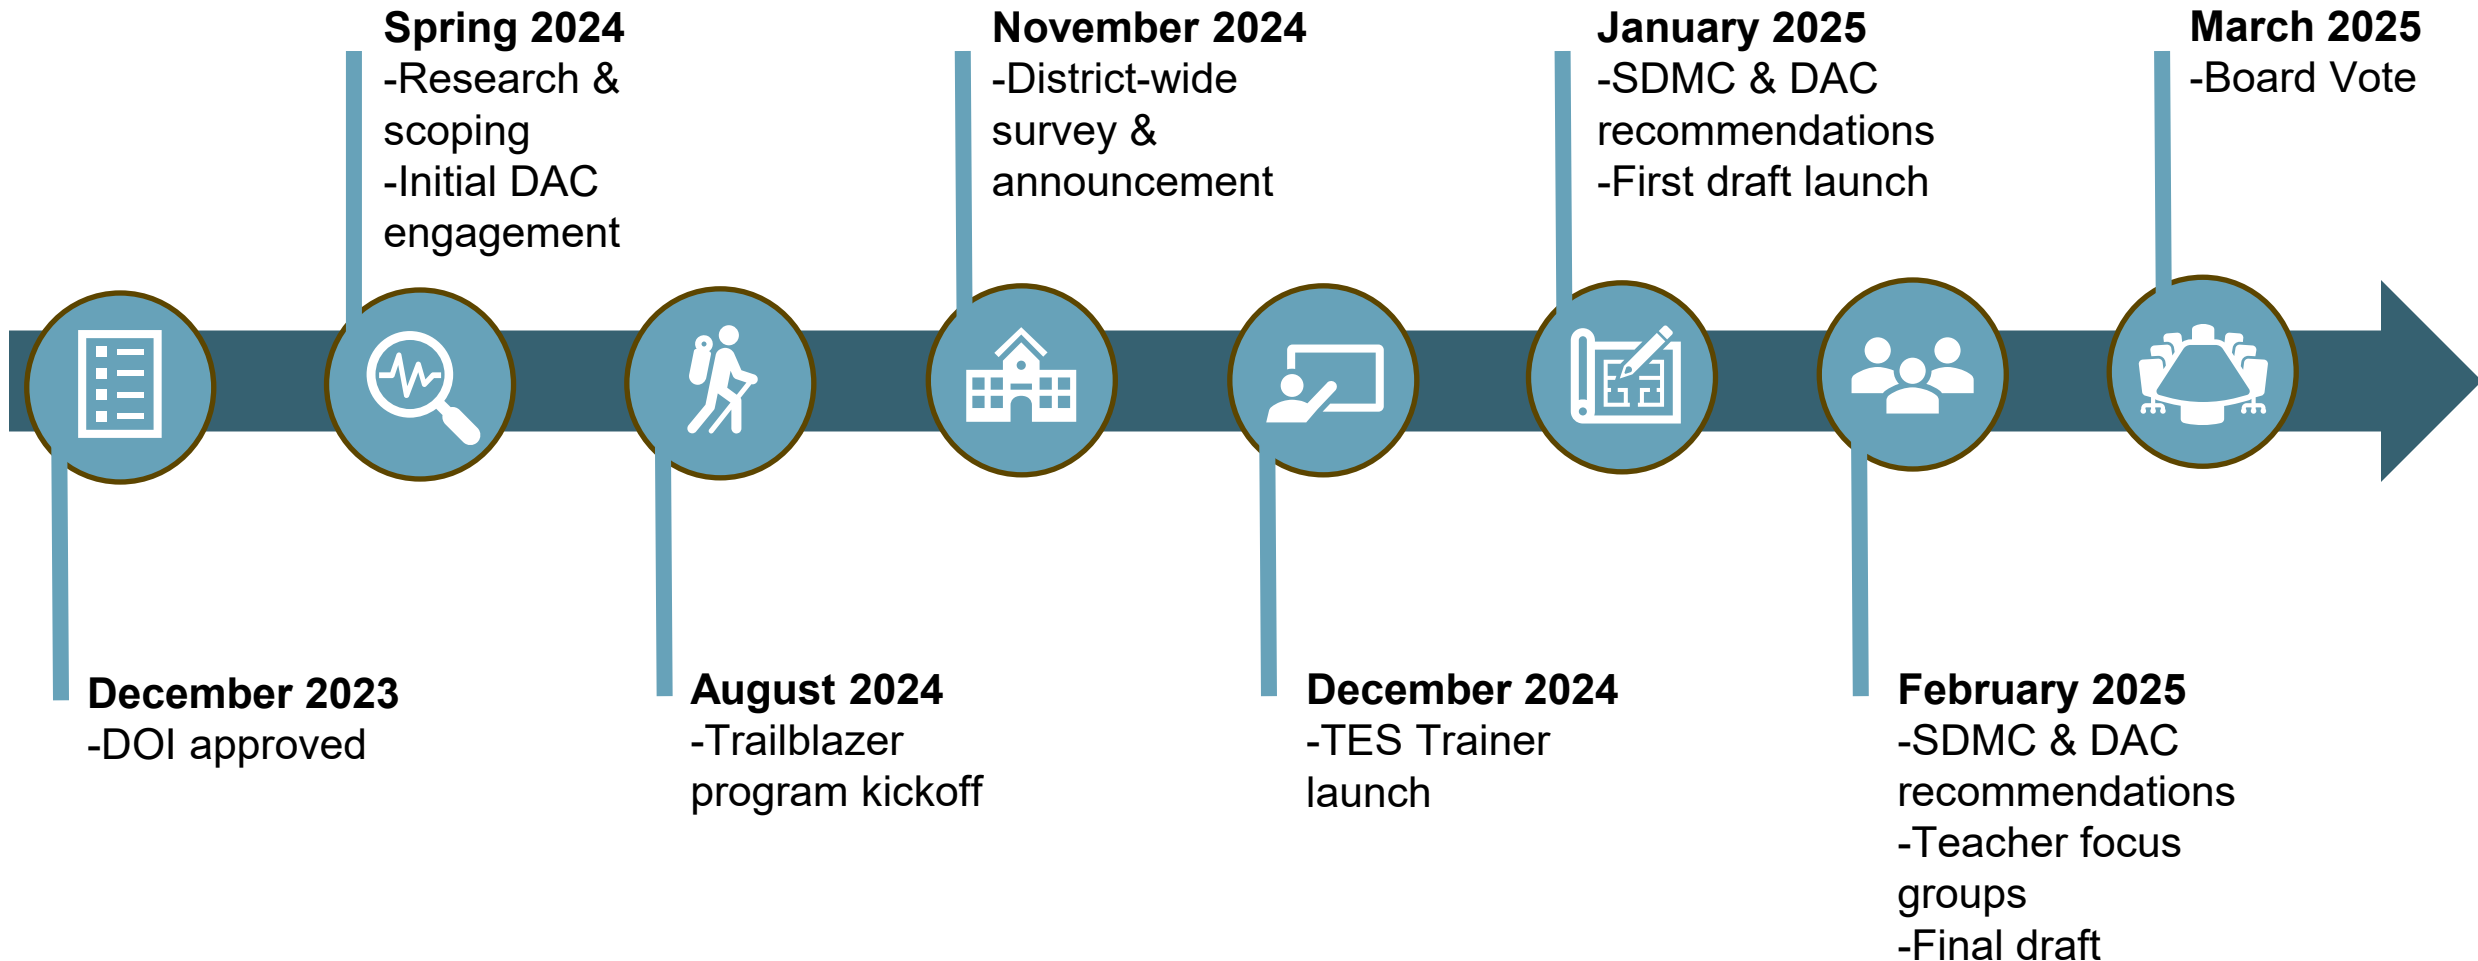 Spring 2024
-Research &
scoping
-Initial DAC
engagement
November 2024
-District-wide
survey &
announcement
January 2025
-SDMC & DAC
recommendations
-First draft launch
March 2025
-Board Vote
December 2023
-DOI approved
August 2024
-Trailblazer
program kickoff
December 2024
-TES Trainer
launch
February 2025
-SDMC & DAC
recommendations
-Teacher focus
groups
-Final draft